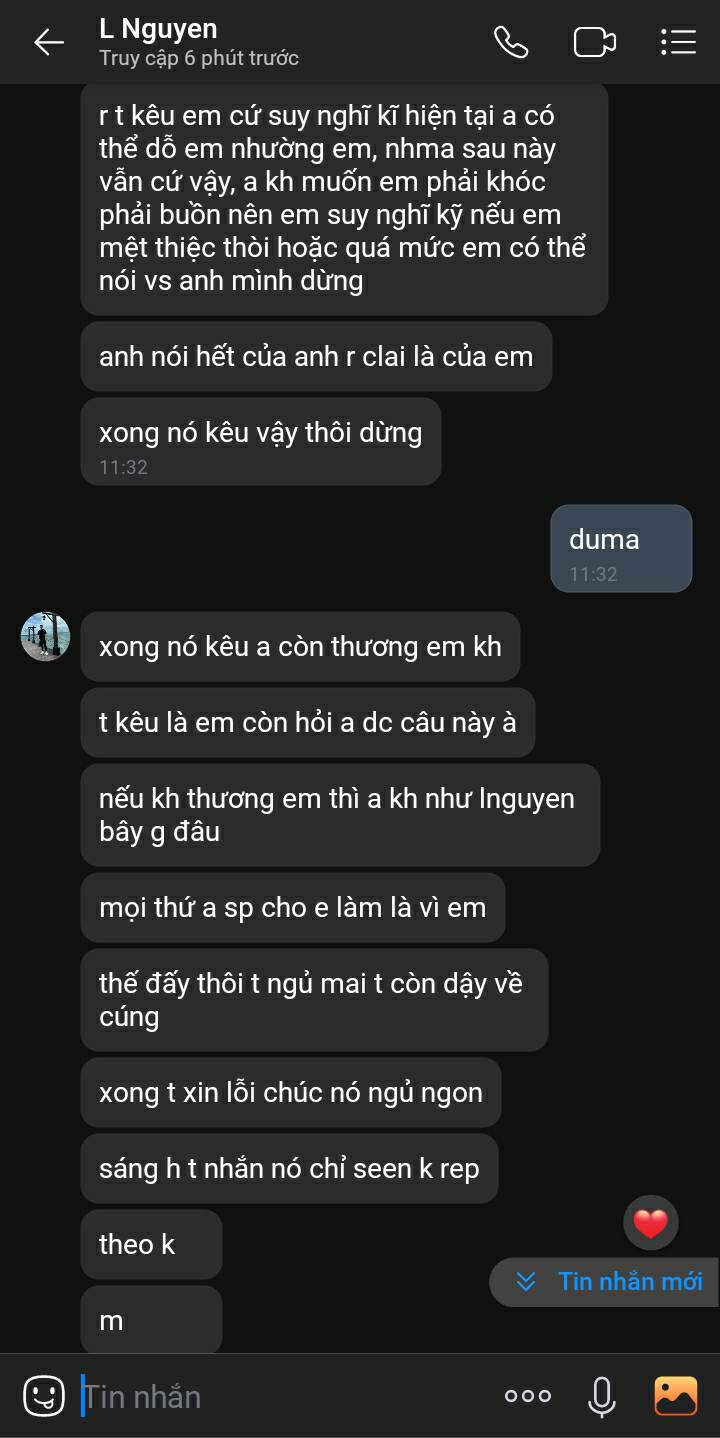 L Nguyen
Truy cập 6 phút trước
r t kêu em cứ suy nghĩ kĩ hiện tại a có
thể dỗ em nhường em, nhma sau này
vẫn cứ vậy, a kh muốn em phải khóc
phải buồn nên em suy nghĩ kỹ nếu em
mệt thiệc thòi hoặc quá mức em có thể
nói vs anh mình dừng
anh nói hết của anh r clai là của em
xong nó kêu vậy thôi dừng
11:32
duma
11:32
xong nó kêu a còn thương em kh
t kêu là em còn hỏi a dc câu này à
nếu kh thương em thì a kh như lnguyen
bây g đâu
mọi thứ a sp cho e làm là vì em
thế đấy thôi t ngủ mai t còn dậy về
cúng
xong t xin lỗi chúc nó ngủ ngon
sáng h t nhắn nó chỉ seen k rep
theo k
m
Tin nhắn mới
Tin nhắn